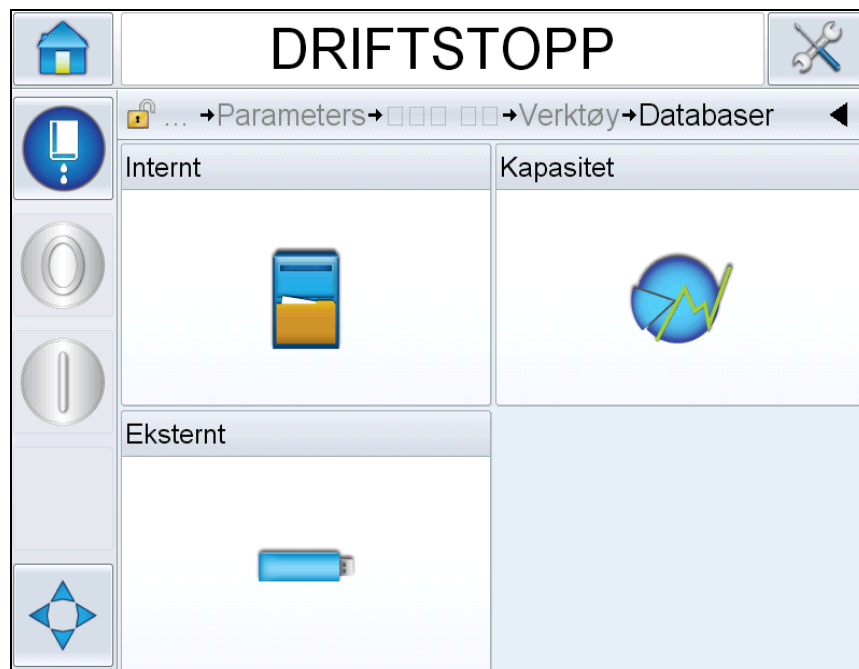 DRIFTSTOPP
... →Parameters→□□□ □□→Verktøy→Databaser
Internt
Kapasitet
Eksternt